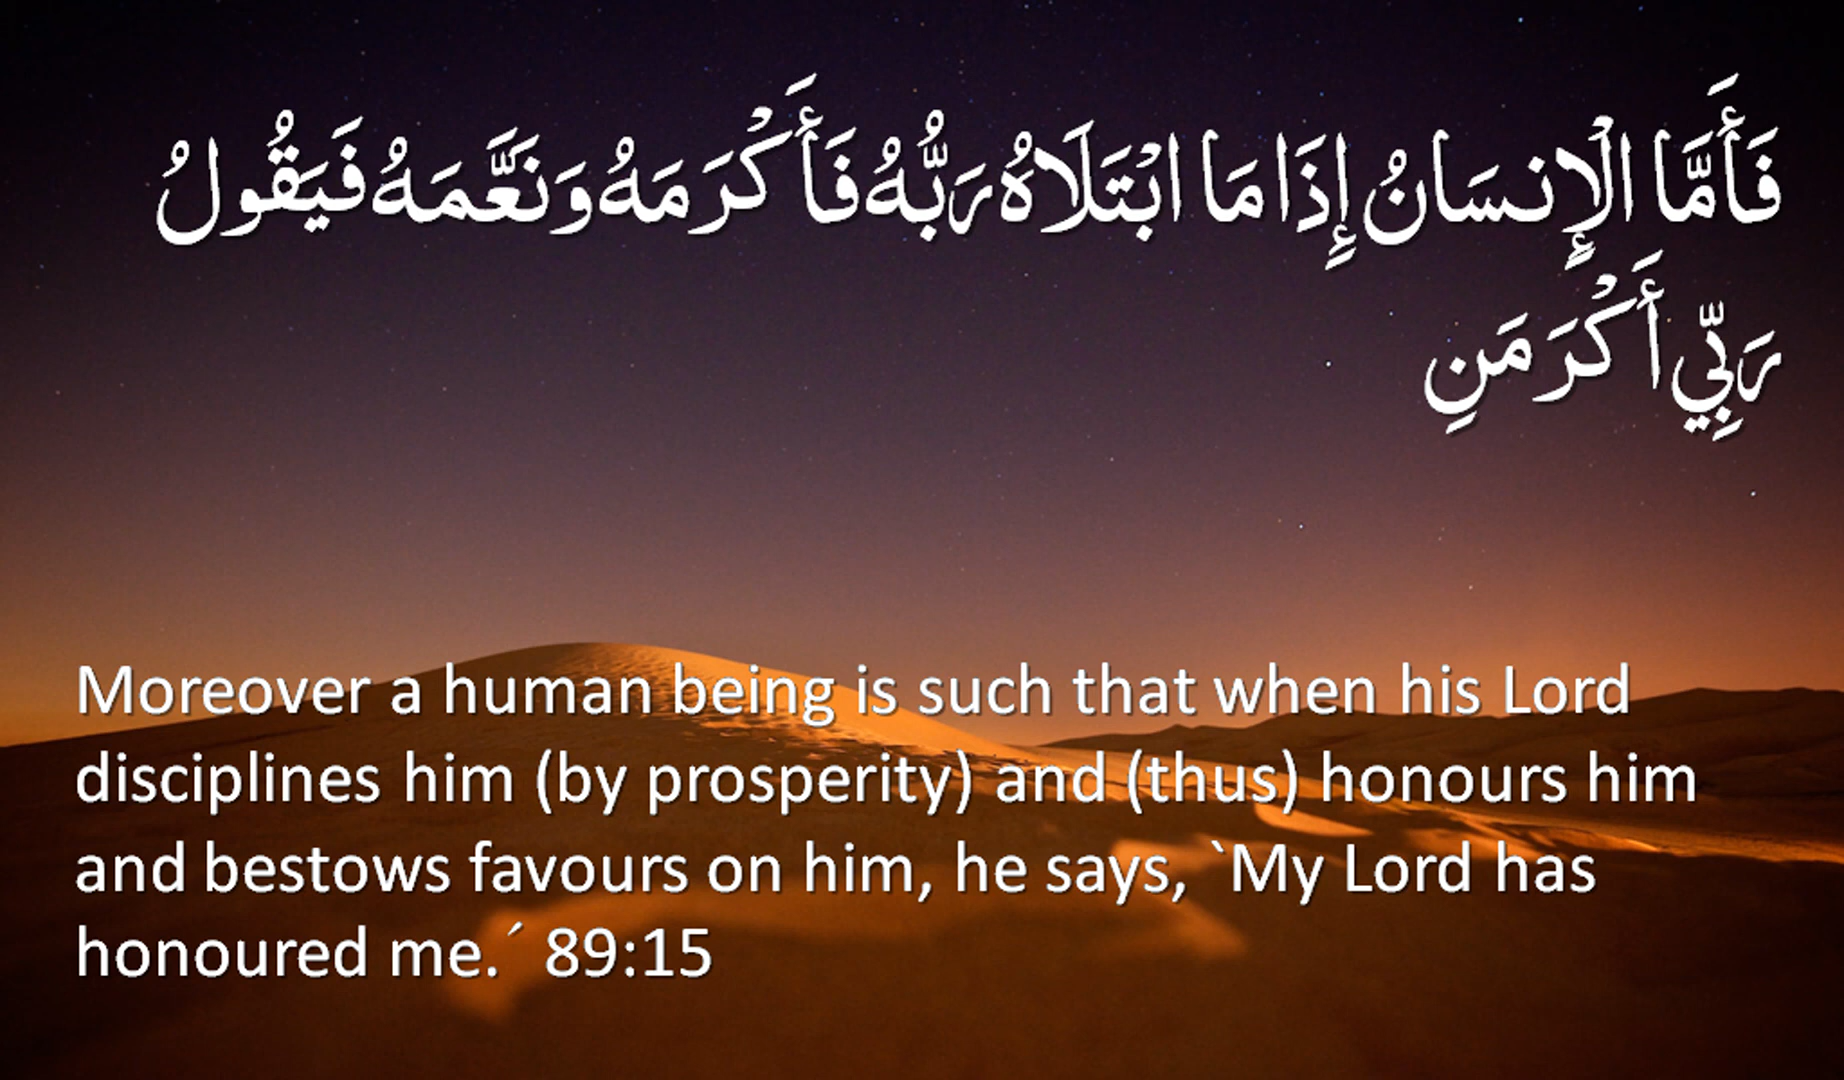 فَأَمَّا الْإِنسَانُ إِذَا مَا ابْتَلَاهُ رَبُّهُ فَأَكْرَمَهُ وَنَعَّمَهُ فَيَقُولُ
رَبِّي أَكْرَمَنِ
Moreover a human being is such that when his Lord
disciplines him (by prosperity) and (thus) honours him
and bestows favours on him, he says, `My Lord has
honoured me.´ 89:15